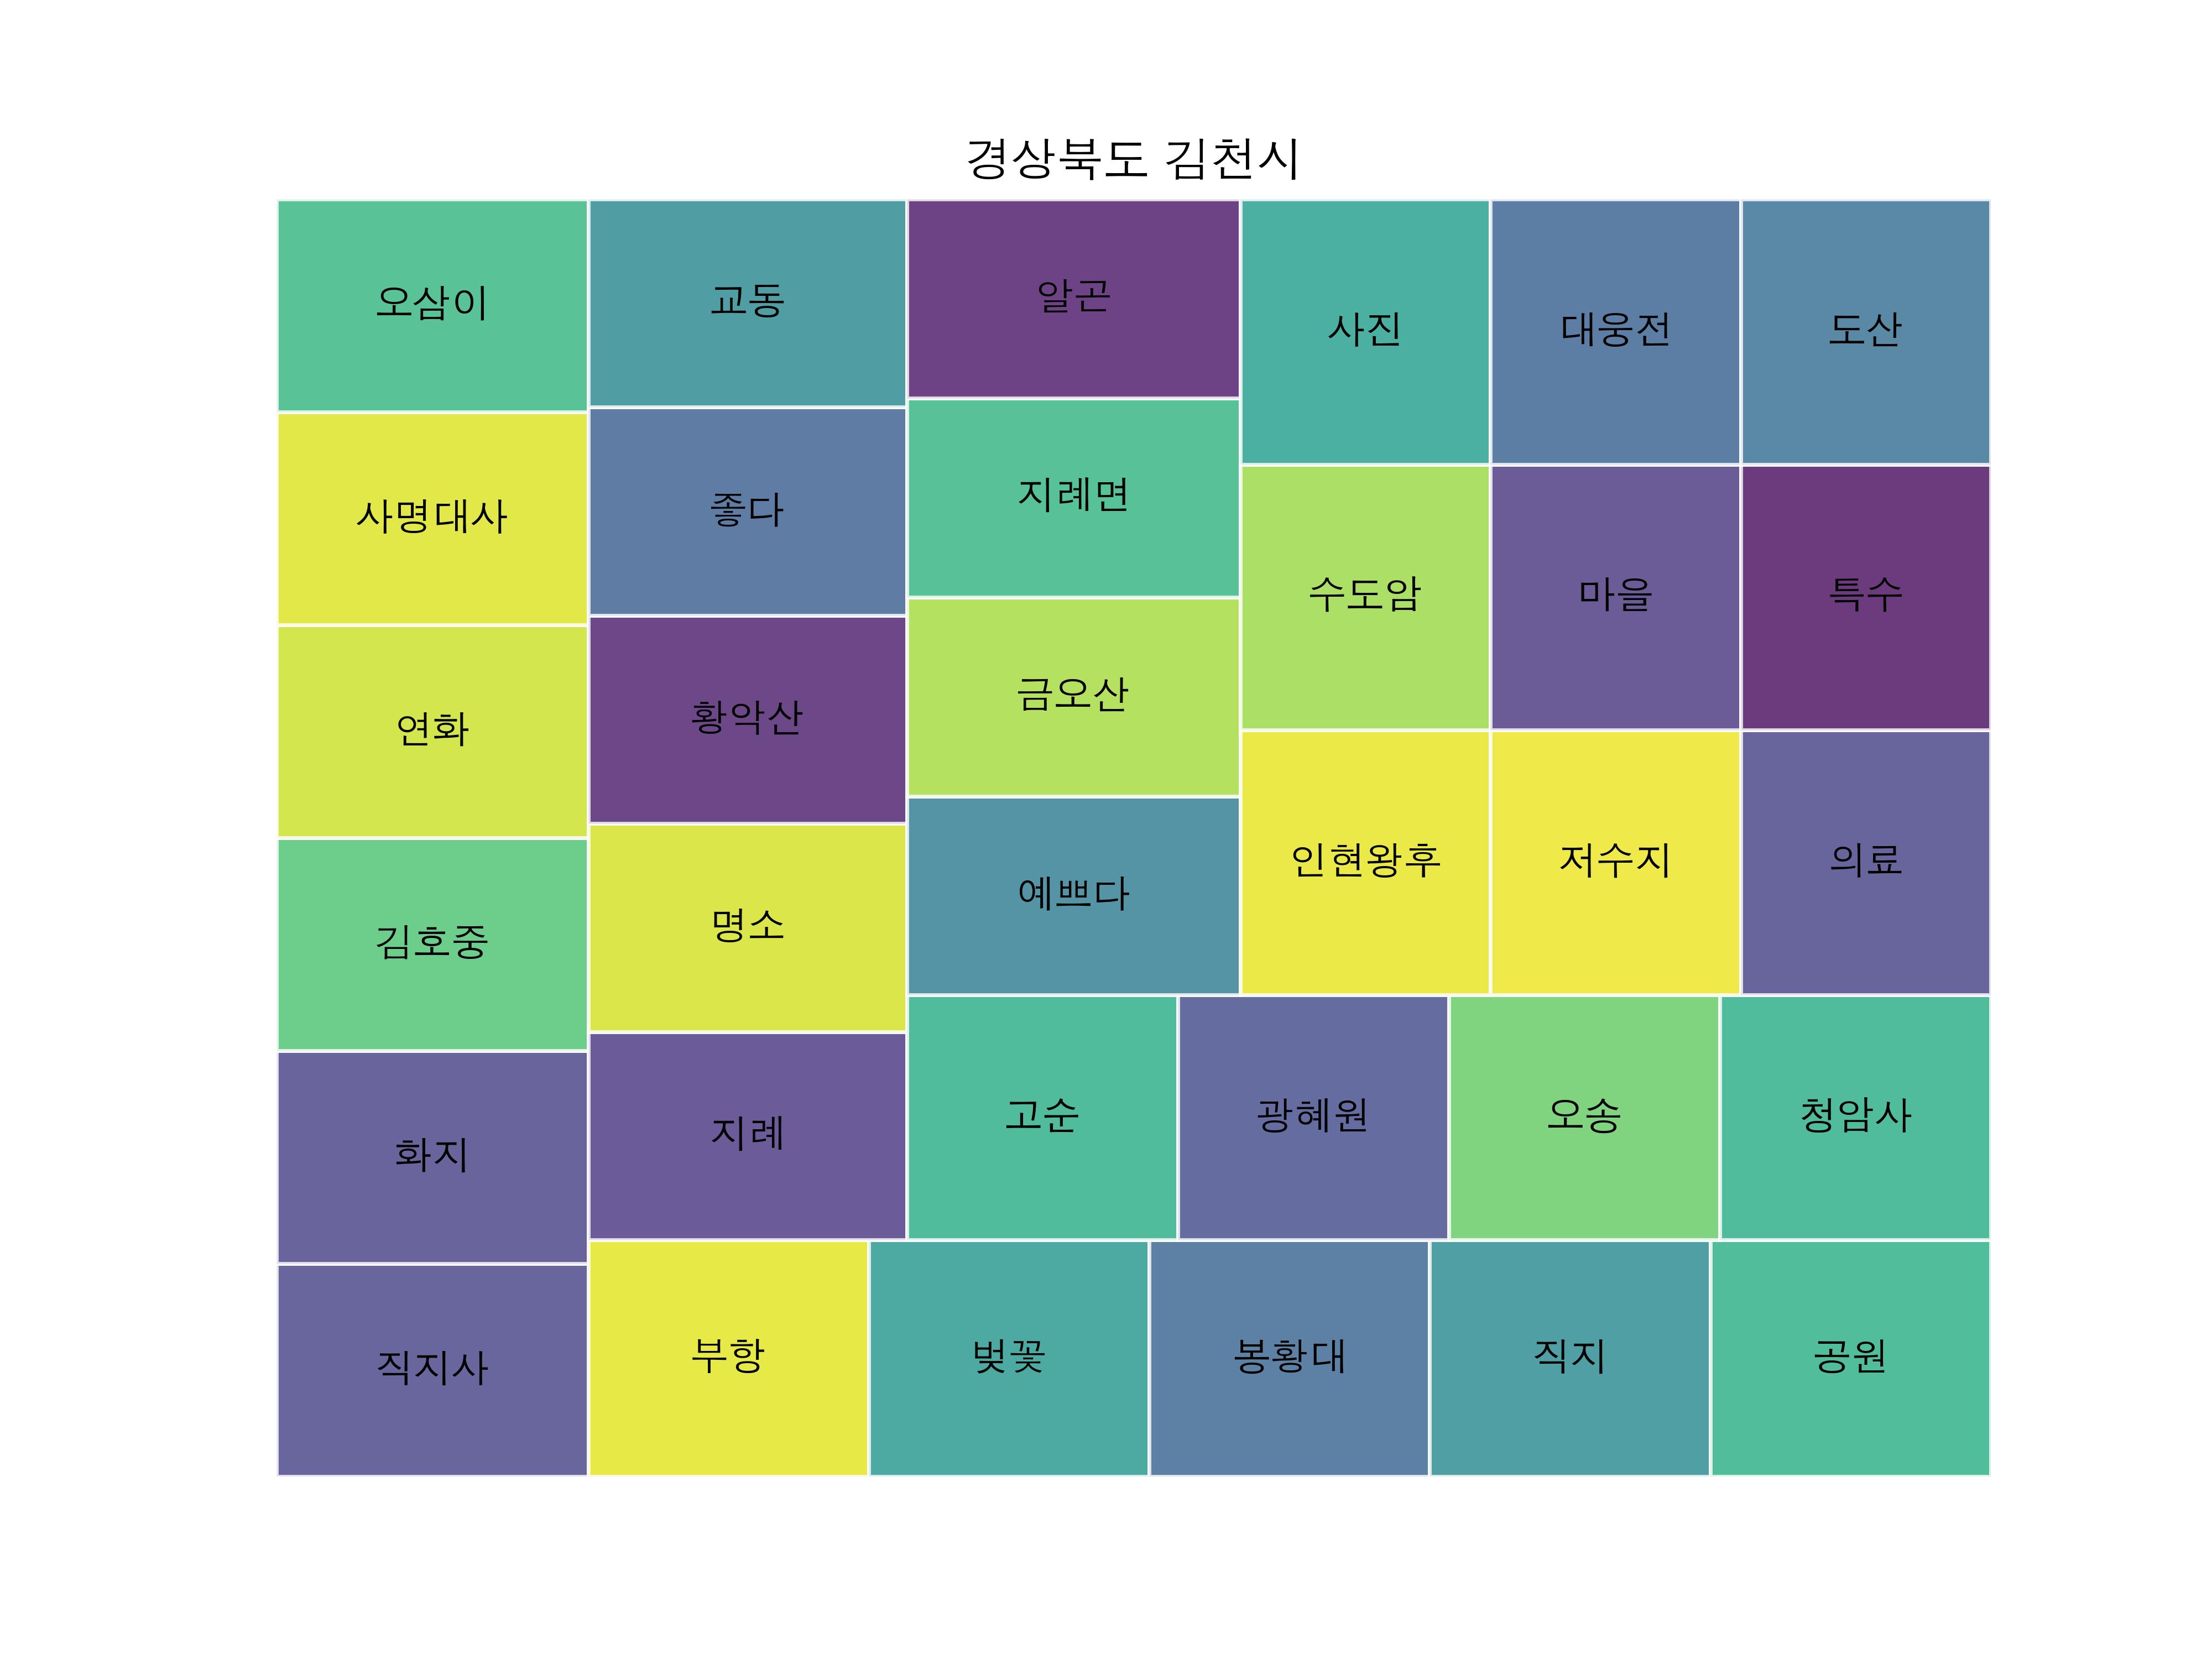 경상북도 김천시
오삼이
사명대사
연화
김호중
화지
직지사
교동
좋다
황악산
명소
지례
알곤
지례면
금오산
예쁘다
사진
대웅전
도산
수도암
마을
특수
인현왕후
저수지
의료
고순
광혜원
오승
청암사
부항
벚꽃
봉황대
직지
공원